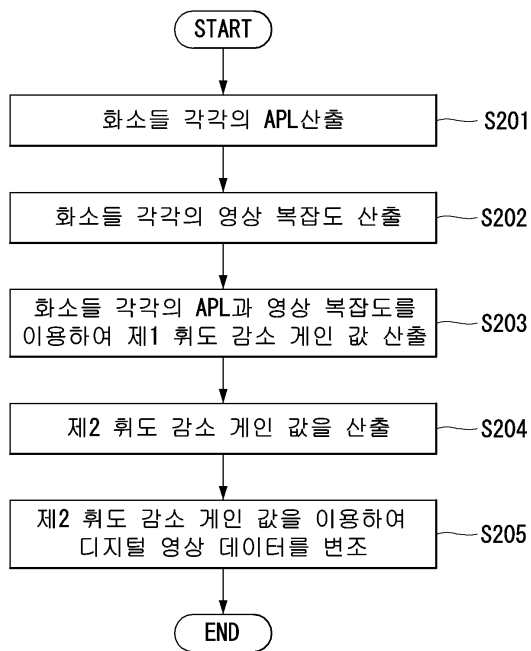 START
화소들 각각의 APL산출
S201
화소들 각각의 영상 복잡도 산출
S202
화소들 각각의 APL과 영상 복잡도를
이용하여 제1 휘도 감소 게인 값 산출
S203
제2 휘도 감소 게인 값을 산출
S204
제2 휘도 감소 게인 값을 이용하여
디지털 영상 데이터를 변조
S205
END